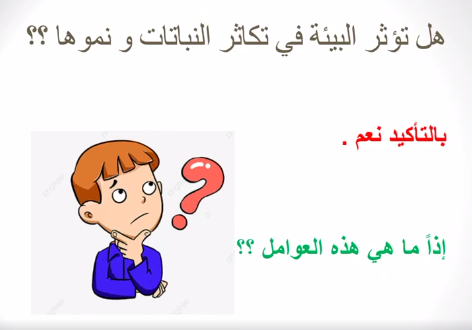 هل تؤثر البيئة في تكاثر النباتات و نموها ؟؟
بالتأكيد نعم .
إذاً ما هي هذه العوامل ؟؟